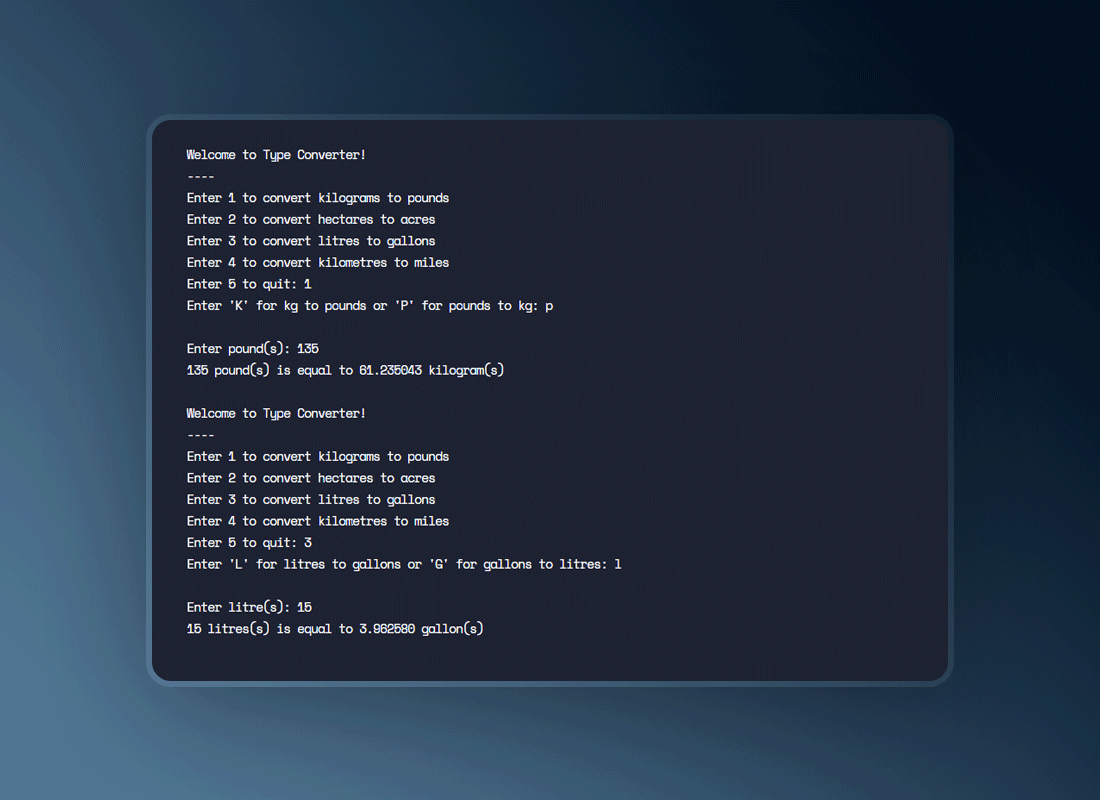 Welcome to Type Converter!
----
Enter 1 to convert kilograms to pounds
Enter 2 to convert hectares to acres
Enter 3 to convert litres to gallons
Enter 4 to convert kilometres to miles
Enter 5 to quit: 1
Enter 'K' for kg to pounds or 'P' for pounds to kg: p
Enter pound(s): 135
135 pound(s) is equal to 61.235043 kilogram(s)
Welcome to Type Converter!
----
Enter 1 to convert kilograms to pounds
Enter 2 to convert hectares to acres
Enter 3 to convert litres to gallons
Enter 4 to convert kilometres to miles
Enter 5 to quit: 3
Enter 'L' for litres to gallons or 'G' for gallons to litres: l
Enter litre(s): 15
15 litres(s) is equal to 3.962580 gallon(s)